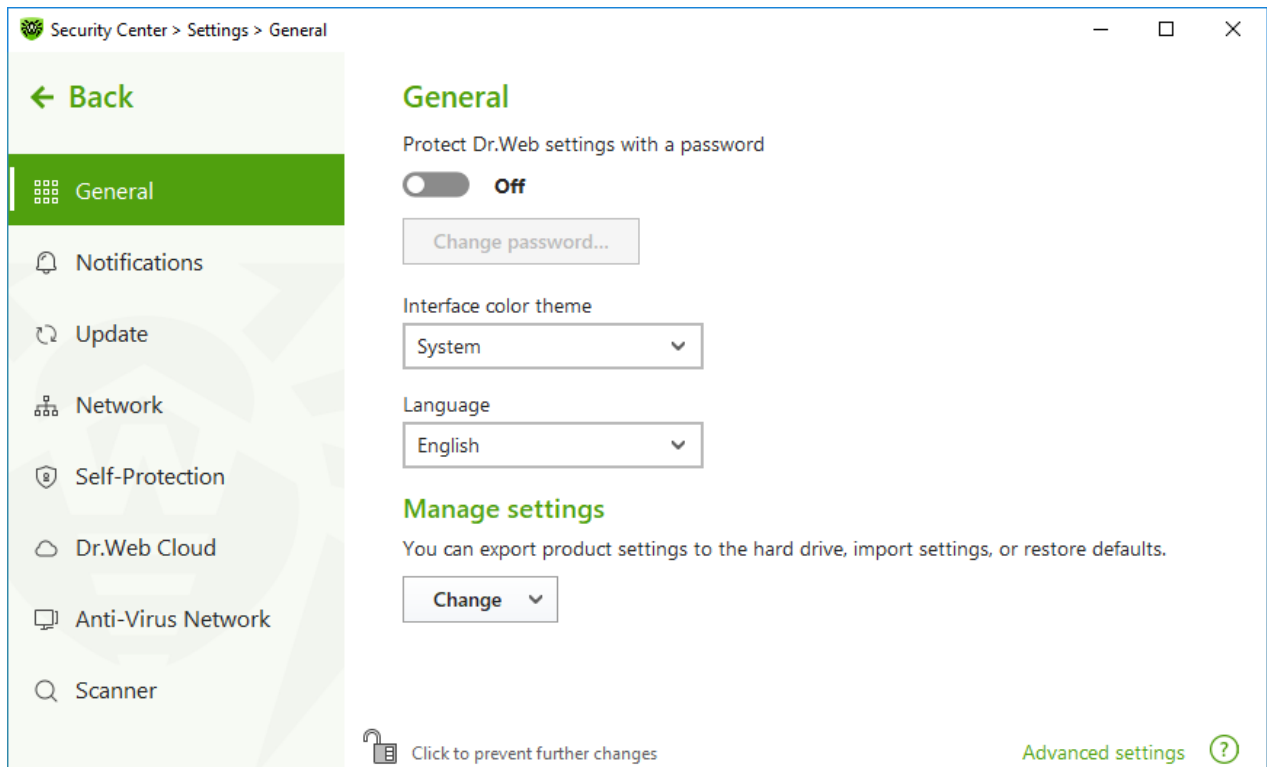 Security Center > Settings > General
Back
General
Notifications
Update
Network
Self-Protection
Dr.Web Cloud
Anti-Virus Network
Scanner
General
Protect Dr.Web settings with a password
Off
Change password...
Interface color theme
System
Language
English
Manage settings
You can export product settings to the hard drive, import settings, or restore defaults.
Change
Click to prevent further changes
Advanced settings ?